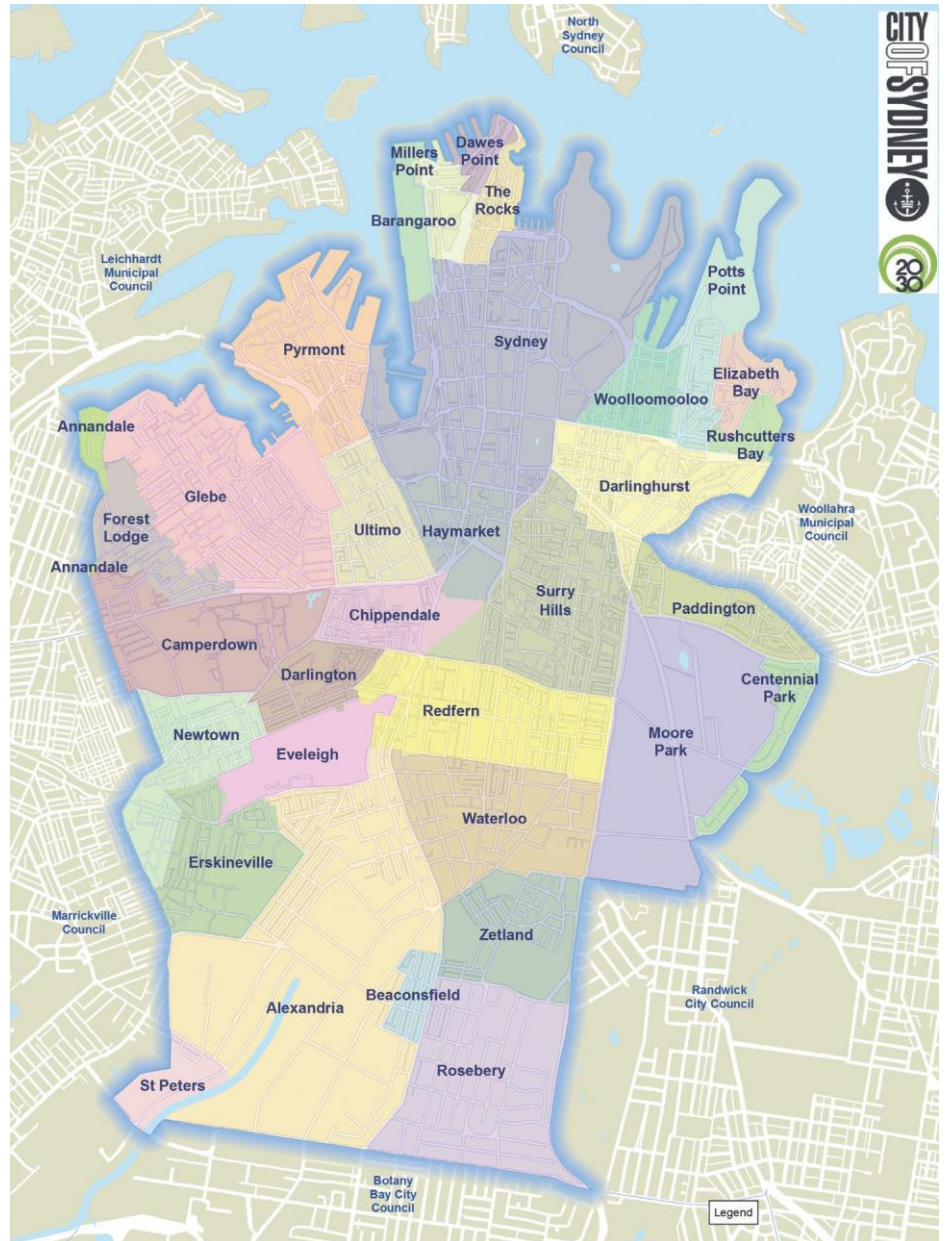 North
Sydney
Council
CITY OF SYDNEY
2030
Dawes
Point
Millers
Point
The
Rocks
Barangaroo
Leichhardt
Municipal
Council
Potts
Point
Pyrmont
Sydney
Elizabeth
Bay
Woolloomooloo
Annandale
Rushcutters
Bay
Glebe
Darlinghurst
Forest
Lodge
Ultimo
Haymarket
Woollahra
Municipal
Council
Annandale
Surry
Hills
Chippendale
Paddington
Camperdown
Darlington
Centennial
Park
Redfern
Newtown
Eveleigh
Moore
Park
Waterloo
Erskineville
Marrickville
Council
Zetland
Beaconsfield
Randwick
City Council
Alexandria
Rosebery
St Peters
Botany
Bay City
Council
Legend